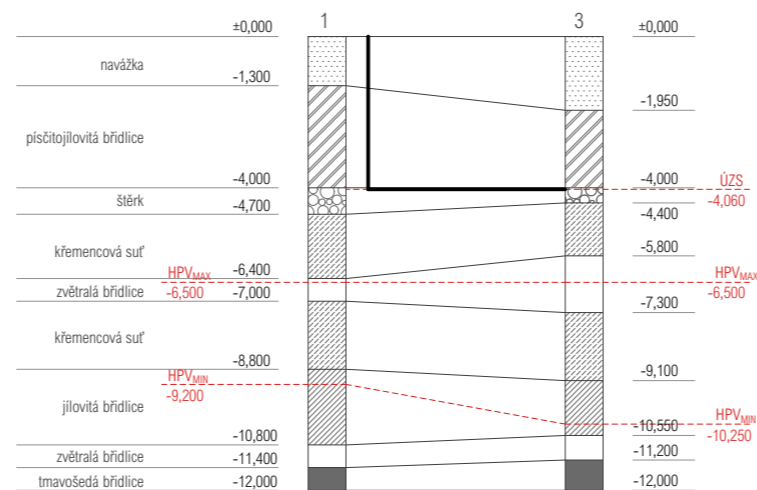 1
3
±0,000
±0,000
navážka
-1,300
-1,950
písčitojílovitá břidlice
-4,000
-4,000
ÚZS
štěrk
-4,060
-4,700
-4,400
křemencová suť
-5,800
HPVMAX
-6,400
HPVMAX
zvětralá břidlice
-6,500
-7,000
-6,500
-7,300
křemencová suť
-8,800
HPVMIN
-9,100
-9,200
jílovitá břidlice
HPVMIN
-10,550
-10,250
-10,800
-11,200
zvětralá břidlice
-11,400
tmavošedá břidlice
-12,000
-12,000